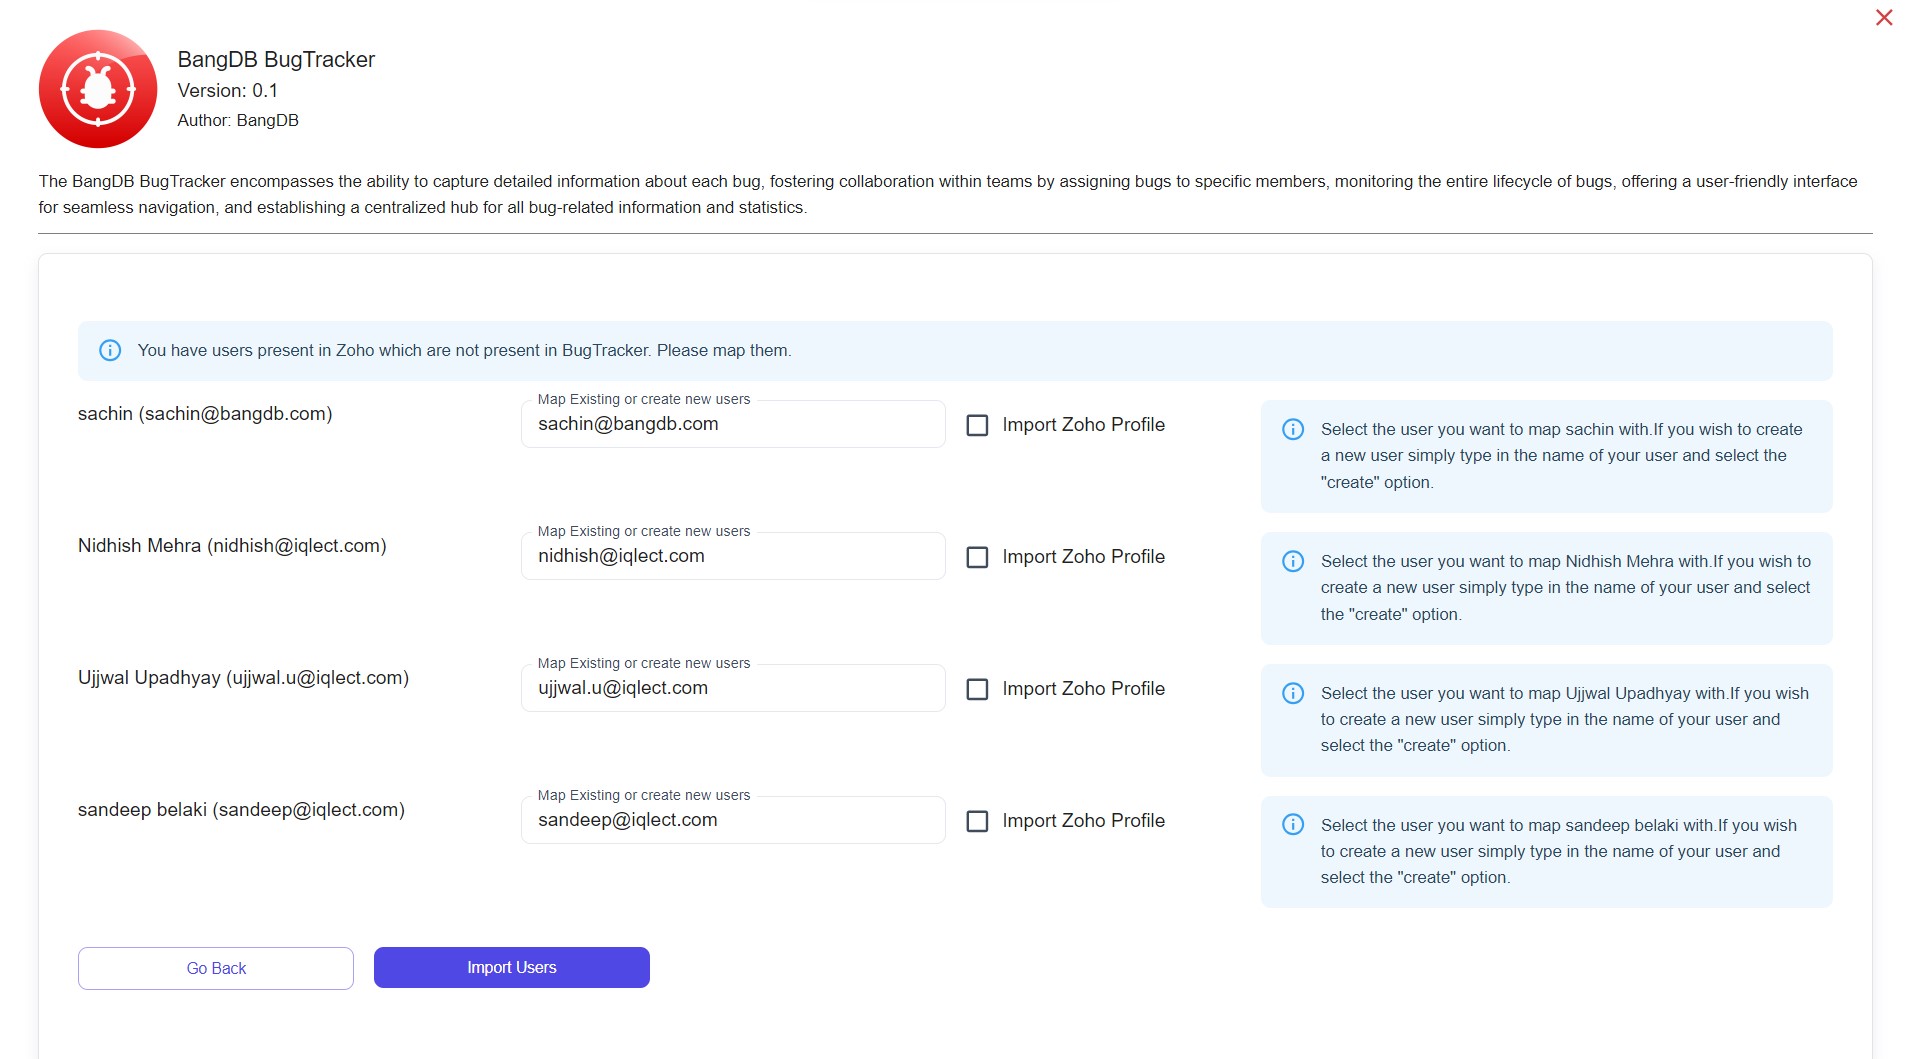 BangDB BugTracker
Version: 0.1
Author: BangDB
The BangDB BugTracker encompasses the ability to capture detailed information about each bug, fostering collaboration within teams by assigning bugs to specific members, monitoring the entire lifecycle of bugs, offering a user-friendly interface
for seamless navigation, and establishing a centralized hub for all bug-related information and statistics.
You have users present in Zoho which are not present in BugTracker. Please map them.
sachin (sachin@bangdb.com)
Map Existing or create new users
sachin@bangdb.com
Import Zoho Profile
Select the user you want to map sachin with.If you wish to create
a new user simply type in the name of your user and select the
"create" option.
Nidhish Mehra (nidhish@iqlect.com)
Map Existing or create new users
nidhish@iqlect.com
Import Zoho Profile
Select the user you want to map Nidhish Mehra with.If you wish to
create a new user simply type in the name of your user and select
the "create" option.
Ujjwal Upadhyay (ujjwal.u@iqlect.com)
Map Existing or create new users
ujjwal.u@iqlect.com
Import Zoho Profile
Select the user you want to map Ujjwal Upadhyay with.If you wish
to create a new user simply type in the name of your user and
select the "create" option.
sandeep belaki (sandeep@iqlect.com)
Map Existing or create new users
sandeep@iqlect.com
Import Zoho Profile
Select the user you want to map sandeep belaki with.If you wish
to create a new user simply type in the name of your user and
select the "create" option.
Go Back
Import Users